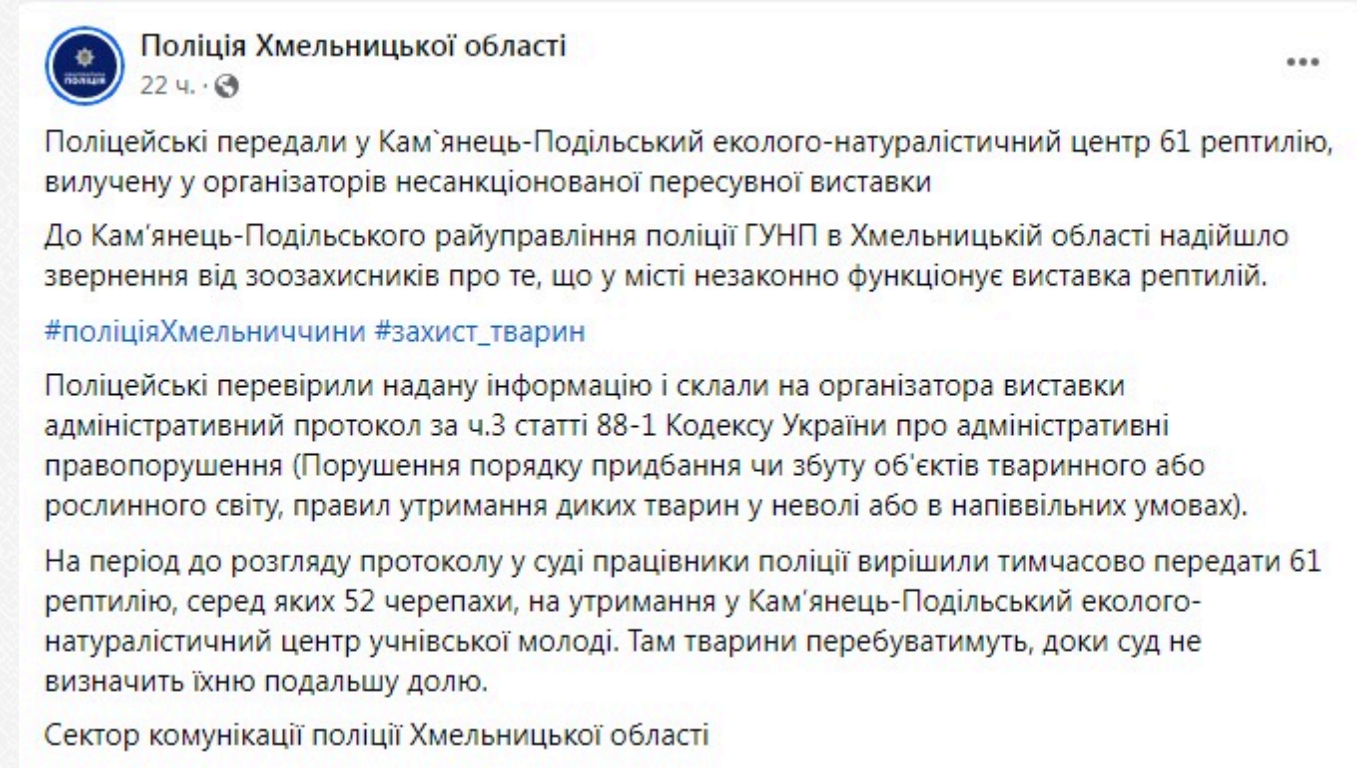 Поліція Хмельницької області
22 ч. ·
ПОЛІЦІЯ
Поліцейські передали у Кам`янець-Подільський еколого-натуралістичний центр 61 рептилію,
вилучену у організаторів несанкціонованої пересувної виставки
До Кам’янець-Подільського райуправління поліції ГУНП в Хмельницькій області надійшло
звернення від зоозахисників про те, що у місті незаконно функціонує виставка рептилій.
#поліціяХмельниччини #захист_тварин
Поліцейські перевірили надану інформацію і склали на організатора виставки
адміністративний протокол за ч.3 статті 88-1 Кодексу України про адміністративні
правопорушення (Порушення порядку придбання чи збуту об'єктів тваринного або
рослинного світу, правил утримання диких тварин у неволі або в напіввільних умовах).
На період до розгляду протоколу у суді працівники поліції вирішили тимчасово передати 61
рептилію, серед яких 52 черепахи, на утримання у Кам’янець-Подільський еколого-
натуралістичний центр учнівської молоді. Там тварини перебуватимуть, доки суд не
визначить їхню подальшу долю.
Сектор комунікації поліції Хмельницької області